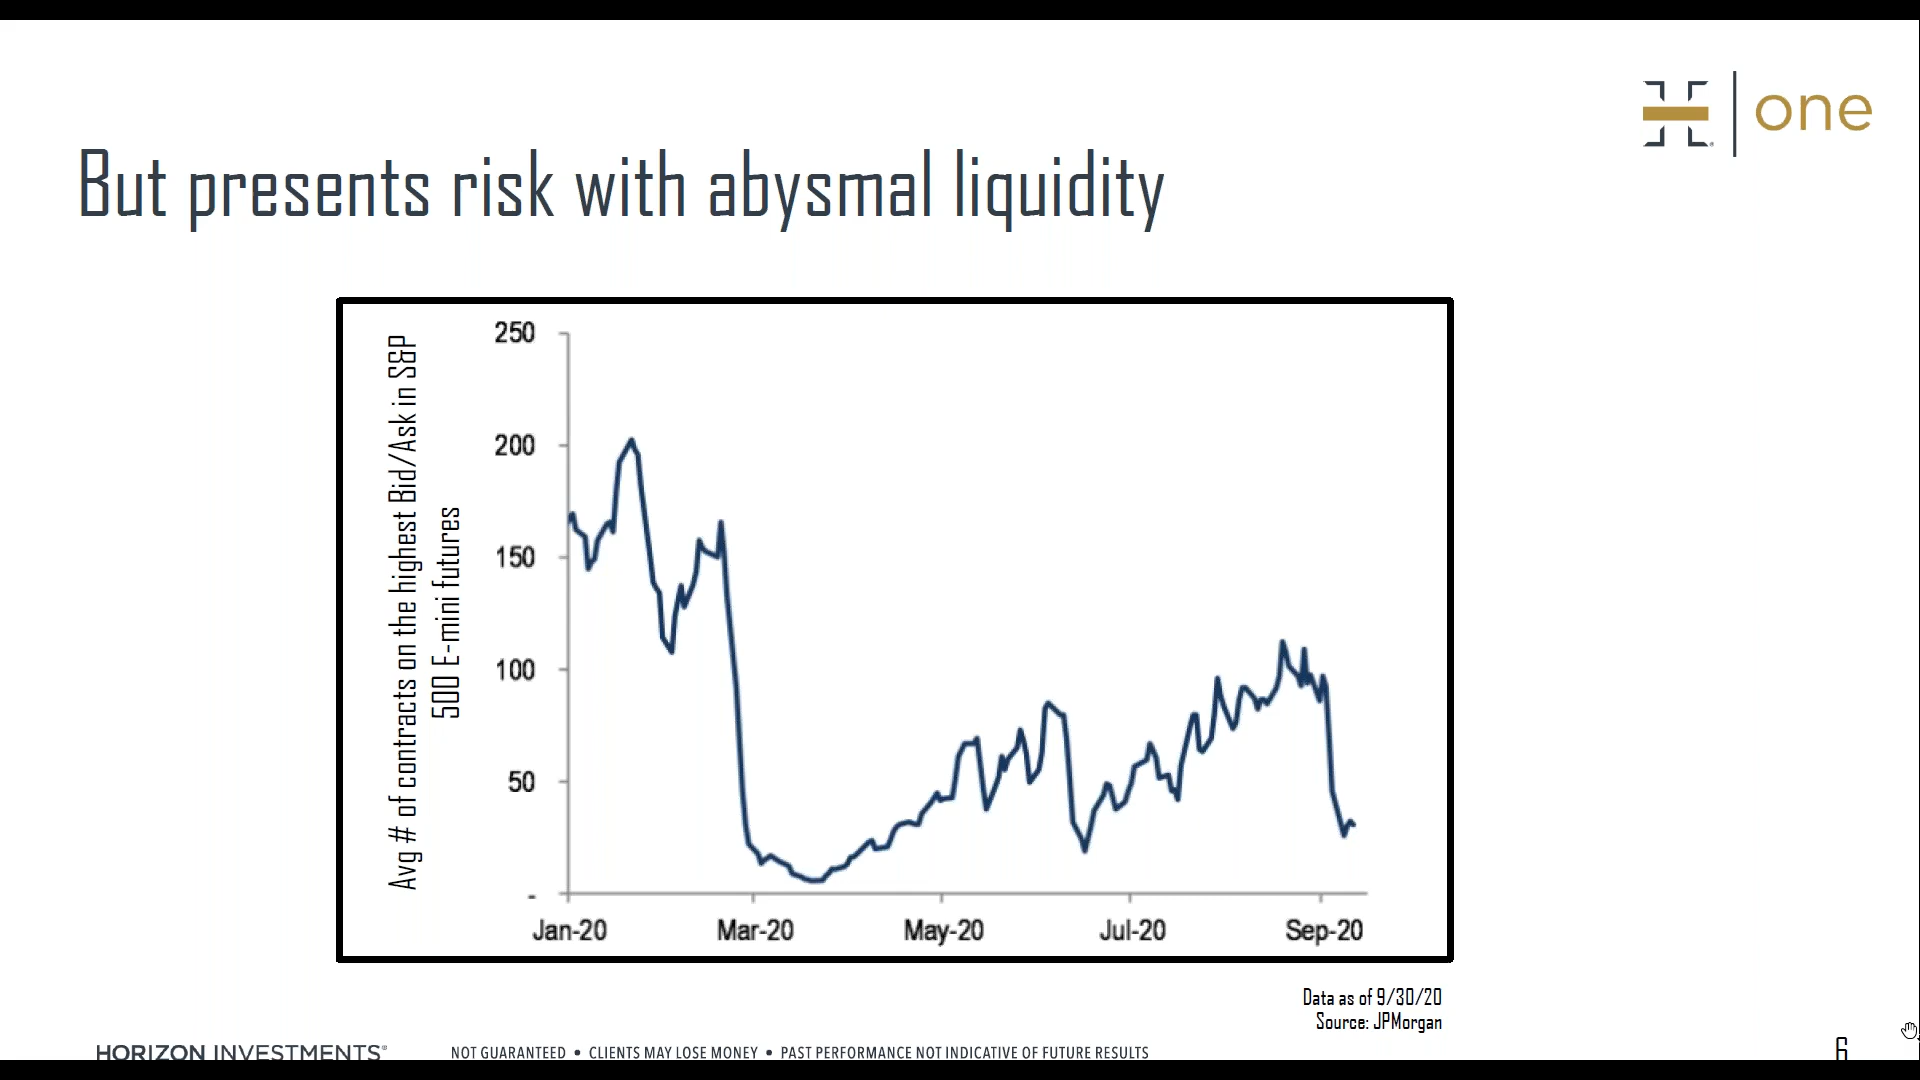 one
But presents risk with abysmal liquidity
Avg # of contracts on the highest Bid/Ask in S&P
500 E-mini futures
250
200
150
100
50
-
Jan-20 Mar-20 May-20 Jul-20 Sep-20
Data as of 9/30/20
Source: JPMorgan
HORIZON INVESTMENTS® NOT GUARANTEED • CLIENTS MAY LOSE MONEY • PAST PERFORMANCE NOT INDICATIVE OF FUTURE RESULTS 6